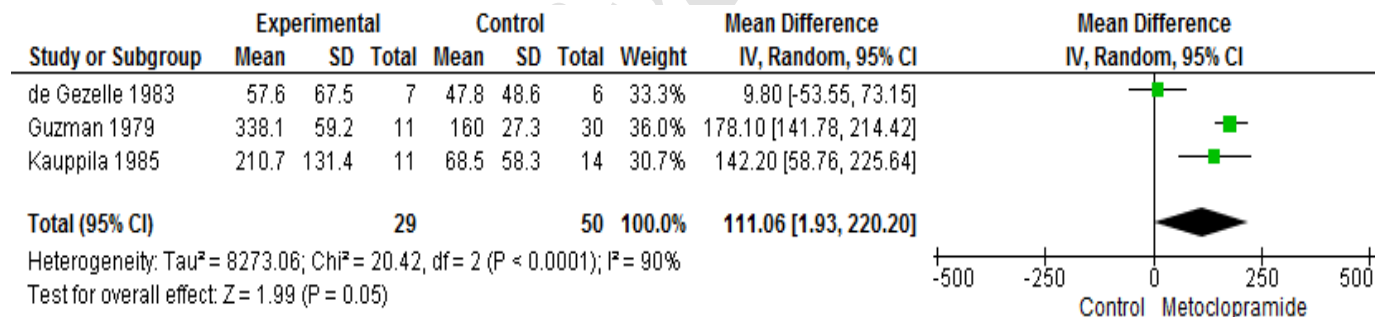 Experimental Control Mean Difference Mean Difference
Study or Subgroup Mean SD Total Mean SD Total Weight IV, Random, 95% CI IV, Random, 95% CI
de Gezelle 1983 57.6 67.5 7 47.8 48.6 6 33.3% 9.80 [-53.55, 73.15]
Guzman 1979 338.1 59.2 11 160 27.3 30 36.0% 178.10 [141.78, 214.42]
Kauppila 1985 210.7 131.4 11 68.5 58.3 14 30.7% 142.20 [58.76, 225.64]
Total (95% CI) 29 50 100.0% 111.06 [1.93, 220.20]
Heterogeneity: Tau² = 8273.06; Chi² = 20.42, df = 2 (P < 0.0001); I² = 90%
Test for overall effect: Z = 1.99 (P = 0.05)
-500 -250 0 250 500
Control Metoclopramide